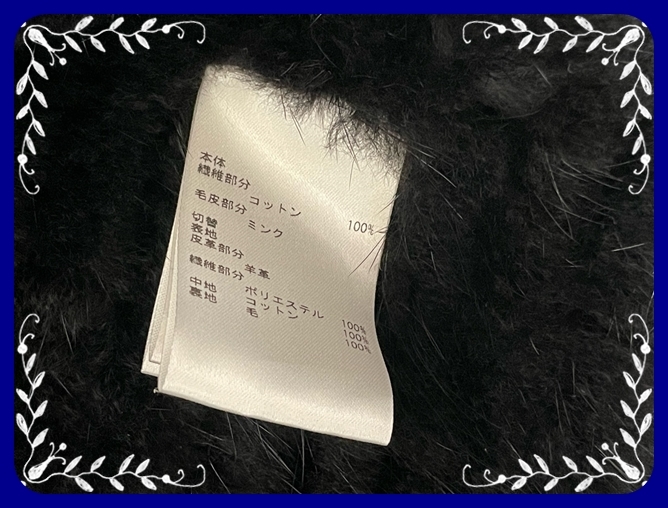 本体
繊維部分
コットン 100%
毛皮部分
ミンク
切替
表地
皮革部分
羊革
繊維部分
ポリエステル 100%
中地 コットン 100%
裏地 毛 100%